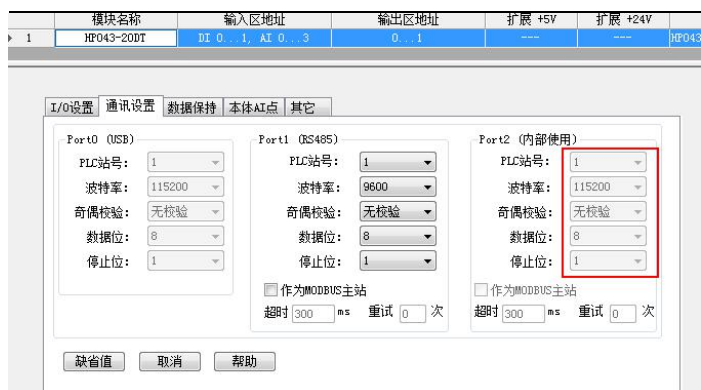 模块名称 输入区地址 输出区地址 扩展 +5V 扩展 +24V
1 HP043-20DT DI 0...1, AI 0...3 0...1 --- --- HP043
I/O设置 通讯设置 数据保持 本体AI点 其它
Port0 (USB) Port1 (RS485) Port2 (内部使用)
PLC站号: 1 PLC站号: 1 PLC站号: 1
波特率: 115200 波特率: 9600 波特率: 115200
奇偶校验: 无校验 奇偶校验: 无校验 奇偶校验: 无校验
数据位: 8 数据位: 8 数据位: 8
停止位: 1 停止位: 1 停止位: 1
作为MODBUS主站 作为MODBUS主站
超时 300 ms 重试 0 次 超时 300 ms 重试 0 次
缺省值 取消 帮助